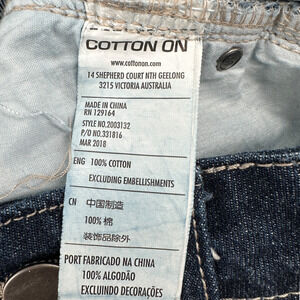 COTTON ON
www.cottonon.com
14 SHEPHERD COURT NTH GEELONG
3215 VICTORIA AUSTRALIA
MADE IN CHINA
RN 129164
STYLE NO.2003132
P/O NO.331816
MAR 2018
ENG 100% COTTON
EXCLUDING EMBELLISHMENTS
CN 中国制造
100% 棉
装饰品除外
PORT FABRICADO NA CHINA
100% ALGODÃO
EXCLUINDO DECORAÇÕES